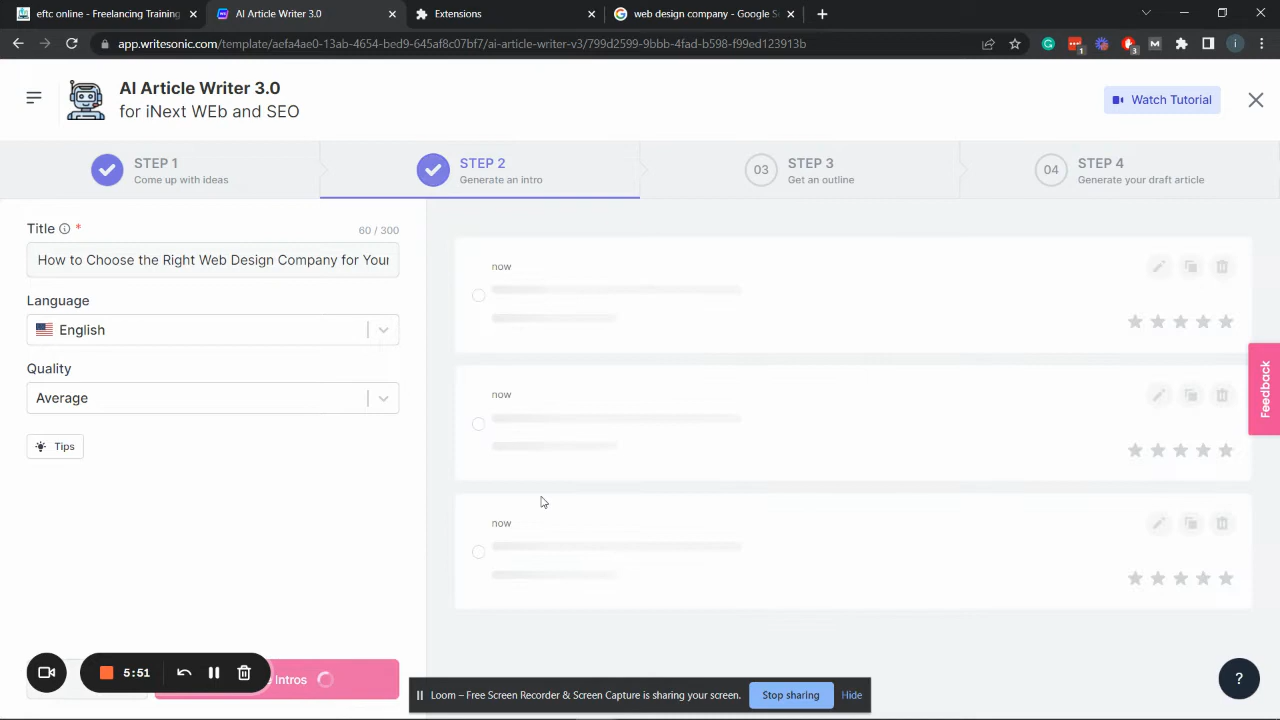 eftc online - Freelancing Training
AI Article Writer 3.0
Extensions
web design company - Google Se
app.writesonic.com/template/aefa4ae0-13ab-4654-bed9-645af8c07bf7/ai-article-writer-v3/799d2599-9bbb-4fad-b598-f99ed123913b
AI Article Writer 3.0
for iNext WEb and SEO
Watch Tutorial
STEP 1
Come up with ideas
STEP 2
Generate an intro
03
STEP 3
Get an outline
04
STEP 4
Generate your draft article
Title *
60 / 300
How to Choose the Right Web Design Company for Your
Language
English
Quality
Average
Tips
now
now
now
Feedback
5:51
Intros
Loom – Free Screen Recorder & Screen Capture is sharing your screen.
Stop sharing
Hide
?